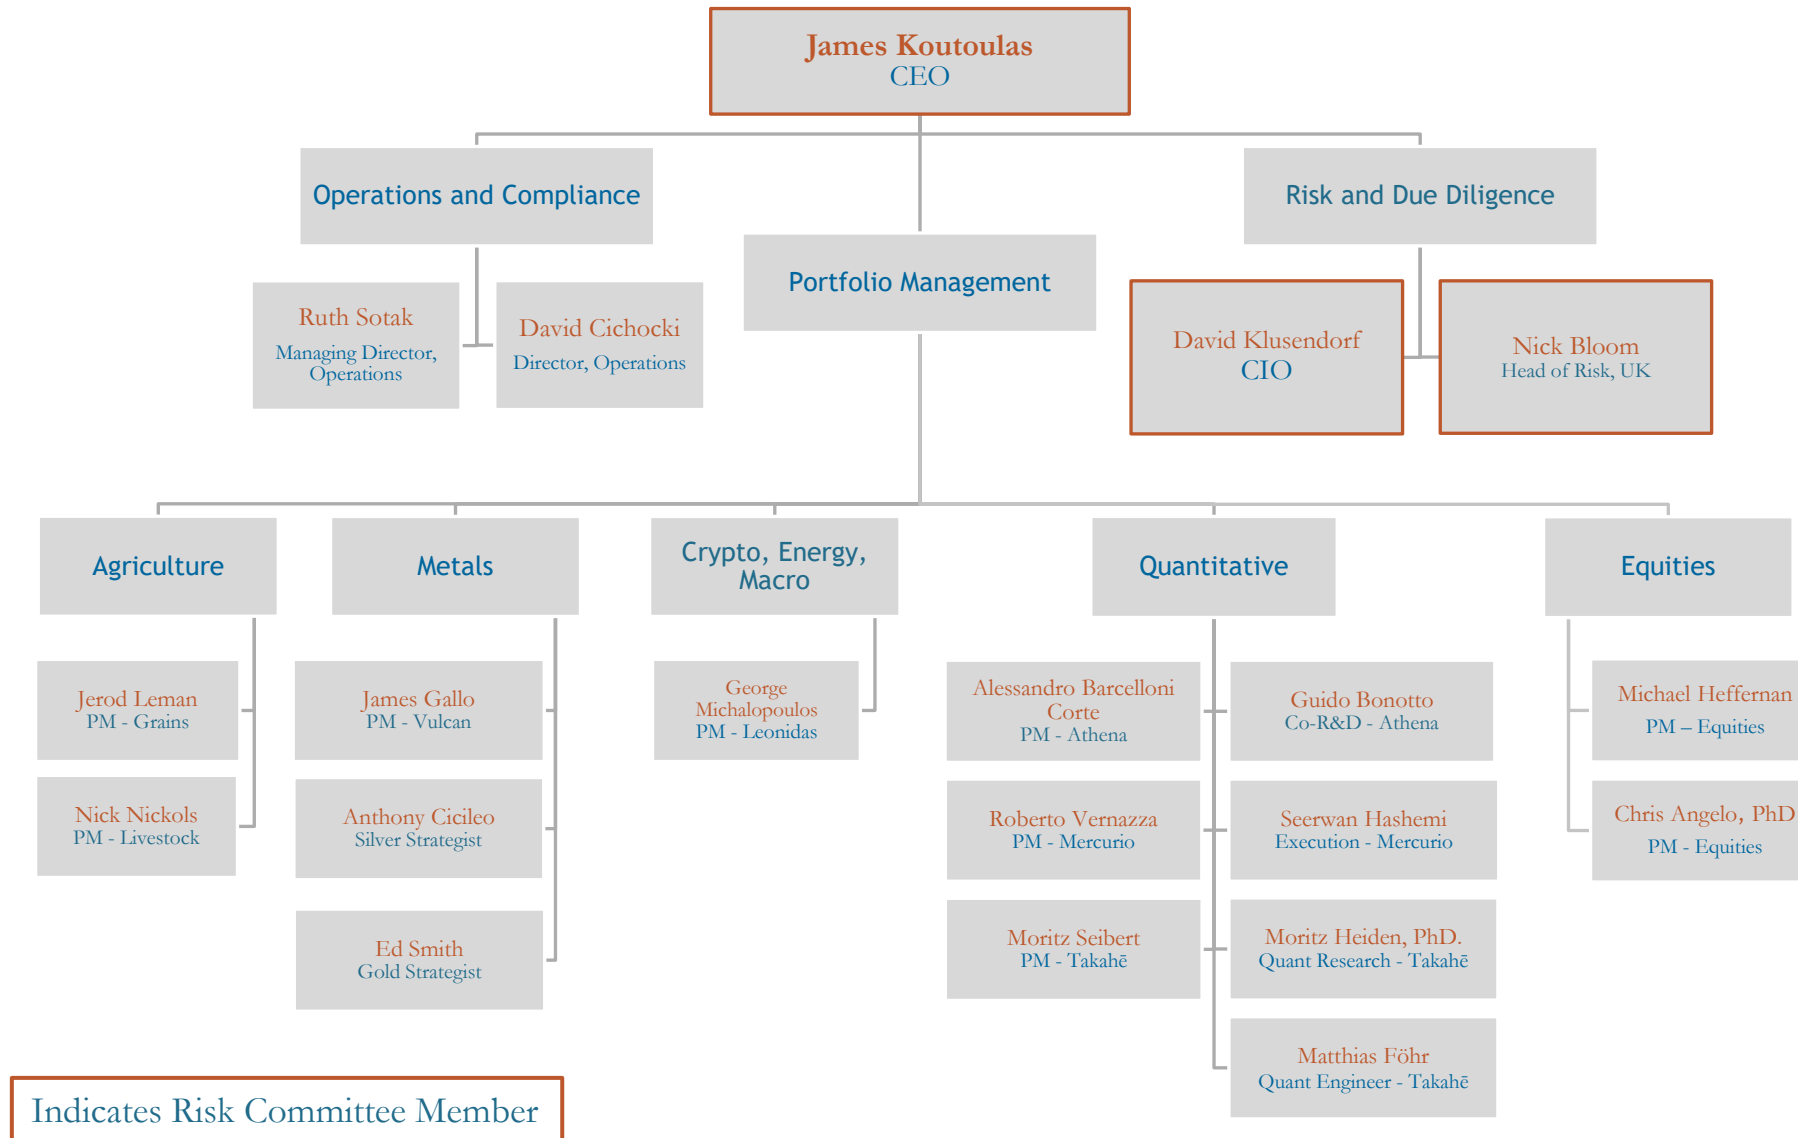 James Koutoulas
CEO
Operations and Compliance
Risk and Due Diligence
Portfolio Management
Ruth Sotak
Managing Director,
Operations
David Cichocki
Director, Operations
David Klusendorf
CIO
Nick Bloom
Head of Risk, UK
Agriculture
Metals
Crypto, Energy,
Macro
Quantitative
Equities
Jerod Leman
PM - Grains
Nick Nickols
PM - Livestock
James Gallo
PM - Vulcan
Anthony Cicileo
Silver Strategist
Ed Smith
Gold Strategist
George
Michalopoulos
PM - Leonidas
Alessandro Barcelloni
Corte
PM - Athena
Guido Bonotto
Co-R&D - Athena
Roberto Vernazza
PM - Mercurio
Seerwan Hashemi
Execution - Mercurio
Moritz Seibert
PM - Takahē
Moritz Heiden, PhD.
Quant Research - Takahē
Matthias Föhr
Quant Engineer - Takahē
Michael Heffernan
PM – Equities
Chris Angelo, PhD
PM - Equities
Indicates Risk Committee Member